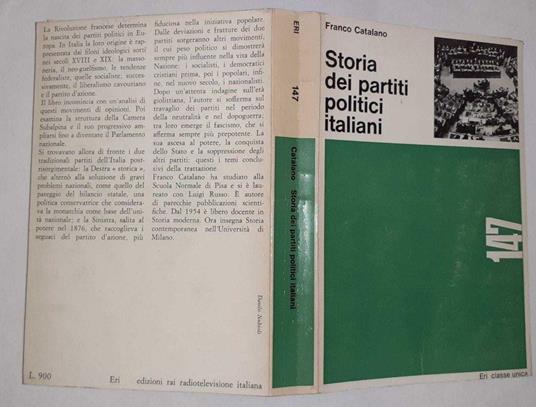 La Rivoluzione francese determina
la nascita dei partiti politici in Eu-
ropa. In Italia la loro origine è rap-
presentata dai filoni ideologici sorti
nei secoli XVIII e XIX: la masso-
neria, il neo-guelfismo, le tendenze
federaliste, quelle socialiste; succes-
sivamente, il liberalismo cavouriano
e il partito d'azione.
Il libro incomincia con un'analisi di
questi movimenti di opinioni. Poi
esamina la struttura della Camera
Subalpina e il suo progressivo am-
pliarsi fino a diventare il Parlamento
nazionale.
Si trovavano allora di fronte i due
tradizionali partiti dell'Italia post-
risorgimentale: la Destra « storica »,
che alternò alla soluzione di gravi
problemi nazionali, come quello del
pareggio del bilancio statale, una
politica conservatrice che considera-
va la monarchia come base dell'uni-
tà nazionale; e la Sinistra, salita al
potere nel 1876, che raccoglieva i
seguaci del partito d'azione, più
fiduciosa nella iniziativa popolare.
Dalle deviazioni e fratture dei due
partiti sorgeranno altri movimenti,
il cui peso politico si dimostrerà
sempre più influente nella vita della
Nazione: i socialisti, i democratici
cristiani prima, poi i popolari, infi-
ne, nel nuovo secolo, i nazionalisti.
Dopo un'attenta indagine sull'età
giolittiana, l'autore si sofferma sul
travaglio dei partiti nel periodo
della neutralità e nel dopoguerra;
tra loro emerge il fascismo, che si
afferma sempre più prepotente. La
sua ascesa al potere, la conquista
dello Stato e la soppressione degli
altri partiti: questi i temi conclu-
sivi della trattazione.
Franco Catalano ha studiato alla
Scuola Normale di Pisa e si è lau-
reato con Luigi Russo. È autore
di parecchie pubblicazioni scienti-
fiche. Dal 1954 è libero docente in
Storia moderna. Ora insegna Storia
contemporanea nell'Università di
Milano.
L. 900
Eri edizioni rai radiotelevisione italiana
ERI
147
Catalano Storia dei partiti politici italiani
Franco Catalano
Storia
dei partiti
politici
italiani
147
Eri classe unica